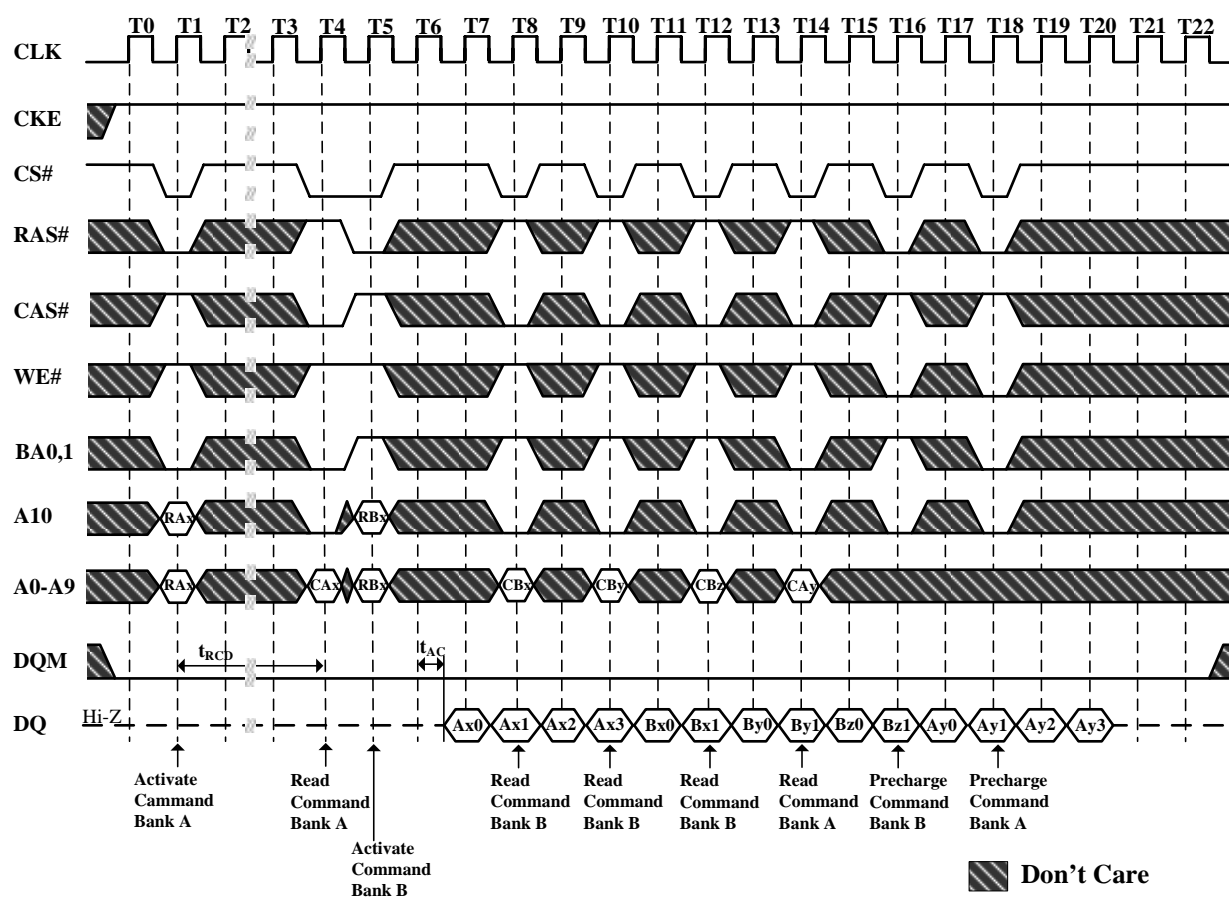 T0 T1 T2 T3 T4 T5 T6 T7 T8 T9 T10 T11 T12 T13 T15 T16 T17 T18 T19 T20 T21 T22
CLK
CKE
CS#
RAS#
CAS#
WE#
BA0,1
A10 RAx RBx
A0-A9 RAx CAx RBx CBx CBy CBz CAy
DQM tRCD tAC
DQ Hi-Z Ax0 Ax1 Ax2 Ax3 Bx0 Bx1 By0 By1 Bz0 Bz1 Ay0 Ay1 Ay2 Ay3
Activate
Cammand
Bank A
Read
Command
Bank A
Activate
Command
Bank B
Read
Command
Bank B
Read
Command
Bank B
Read
Command
Bank B
Read
Command
Bank A
Precharge
Command
Bank B
Precharge
Command
Bank A
Don't Care